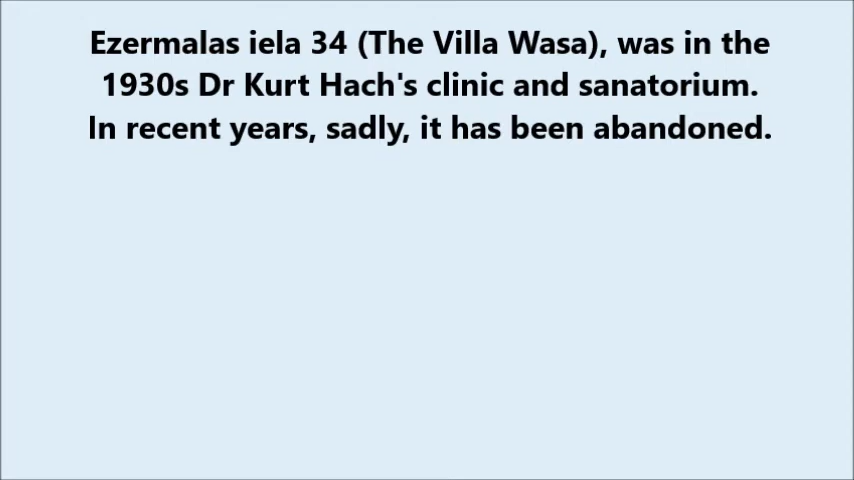 Ezermalas iela 34 (The Villa Wasa), was in the
1930s Dr Kurt Hach's clinic and sanatorium.
In recent years, sadly, it has been abandoned.